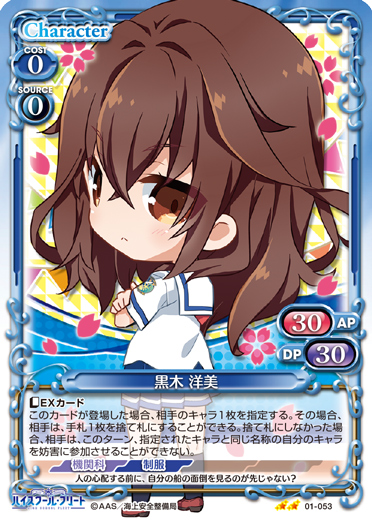 Character
COST
0
SOURCE
0
30 AP
DP 30
黒木 洋美
EXカード
このカードが登場した場合、相手のキャラ1枚を指定する。その場合、
相手は、手札1枚を捨て札にすることができる。捨て札にしなかった場
合、相手は、このターン、指定されたキャラと同じ名称の自分のキャラ
を妨害に参加させることができない。
機関科 制服
人の心配する前に、自分の船の面倒を見るのが先じゃない?
ハイスクール・フリート
©AAS/海上安全整備局
01-053